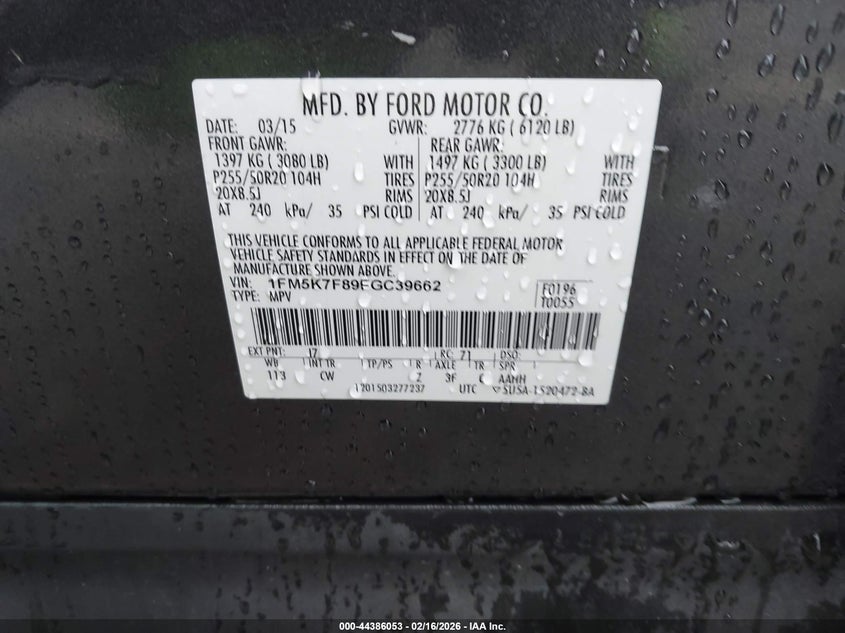 MFD. BY FORD MOTOR CO.
DATE: 03/15 GVWR: 2776 KG ( 6120 LB)
FRONT GAWR: REAR GAWR:
1397 KG ( 3080 LB) WITH 1497 KG ( 3300 LB) WITH
P255/50R20 104H TIRES P255/50R20 104H TIRES
20X8.5J RIMS 20X8.5J RIMS
AT 240 kPa/ 35 PSI COLD AT 240 kPa/ 35 PSI COLD
THIS VEHICLE CONFORMS TO ALL APPLICABLE FEDERAL MOTOR
VEHICLE SAFETY STANDARDS IN EFFECT ON THE DATE OF
MANUFACTURE SHOWN ABOVE.
VIN: 1FM5K7F89FGC39662 F0196
TYPE: MPV T0055
EXT PNT: J7 RC: 71 DSO:
WB INT TR TP/PS R AXLE TR SPR
113 CW Z 3F AAHH
1201503277237 UTC SUSA-1520472-BA
000-44386053 - 02/16/2026 - IAA Inc.